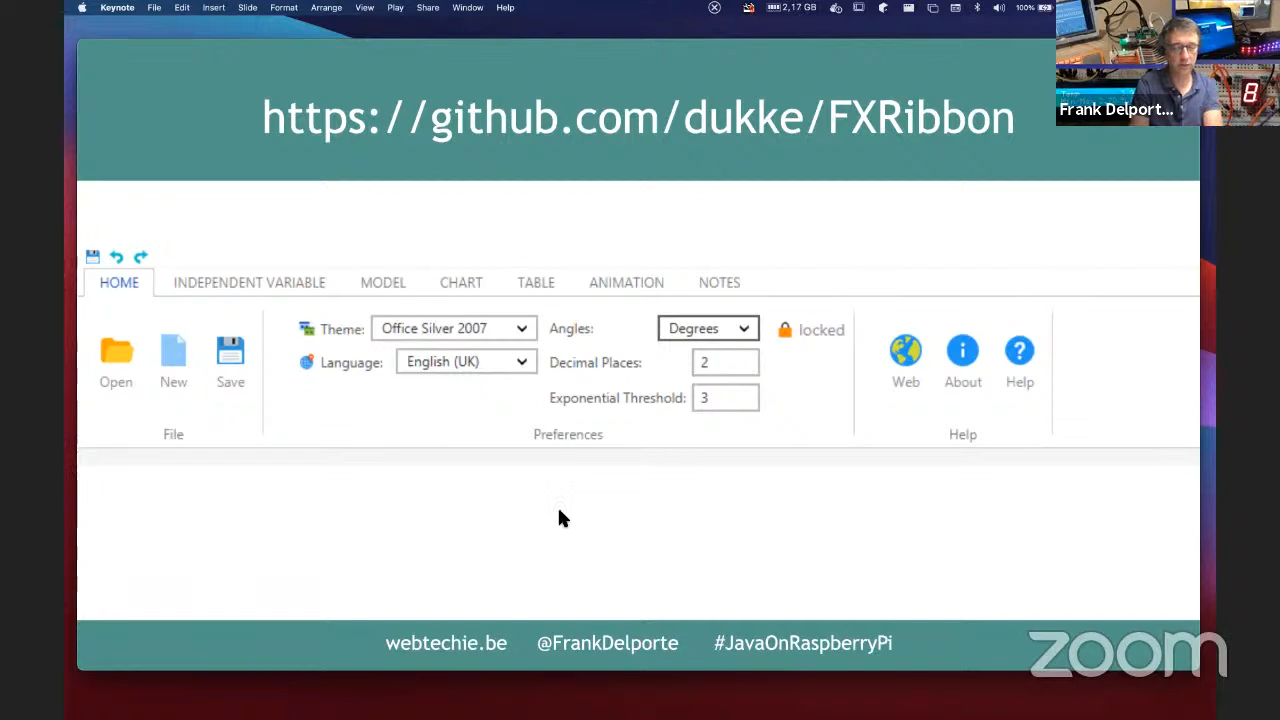 Keynote File Edit Insert Slide Format Arrange View Play Share Window Help 2,17 GB 100%
https://github.com/dukke/FXRibbon
Frank Delport...
8
HOME INDEPENDENT VARIABLE MODEL CHART TABLE ANIMATION NOTES
Theme: Office Silver 2007 Angles: Degrees locked
Language: English (UK) Decimal Places: 2
Open New Save Exponential Threshold: 3 Web About Help
File Preferences Help
webtechie.be @FrankDelporte #JavaOnRaspberryPi
zoom